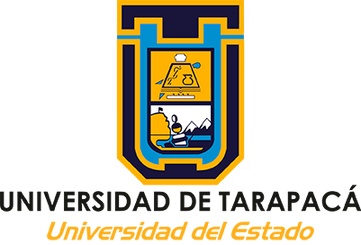 UNIVERSIDAD DE TARAPACÁ
Universidad del Estado